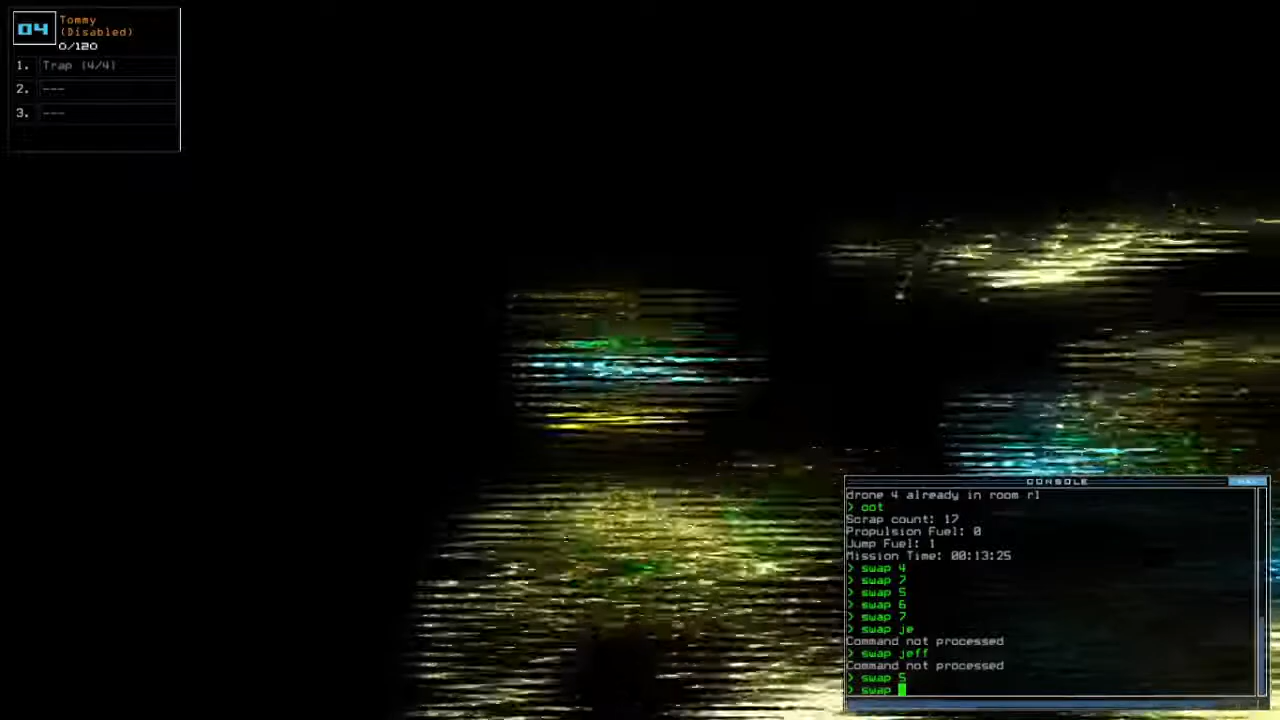 04
Tommy
(Disabled)
0/120
1. Trap (4/4)
2. ---
3. ---
CONSOLE
drone 4 already in room r1
> oot
Scrap count: 17
Propulsion Fuel: 0
Jump Fuel: 1
Mission Time: 00:13:25
> swap 4
> swap 7
> swap 5
> swap 6
> swap 7
> swap je
Command not processed
> swap jeff
Command not processed
> swap 5
> swap